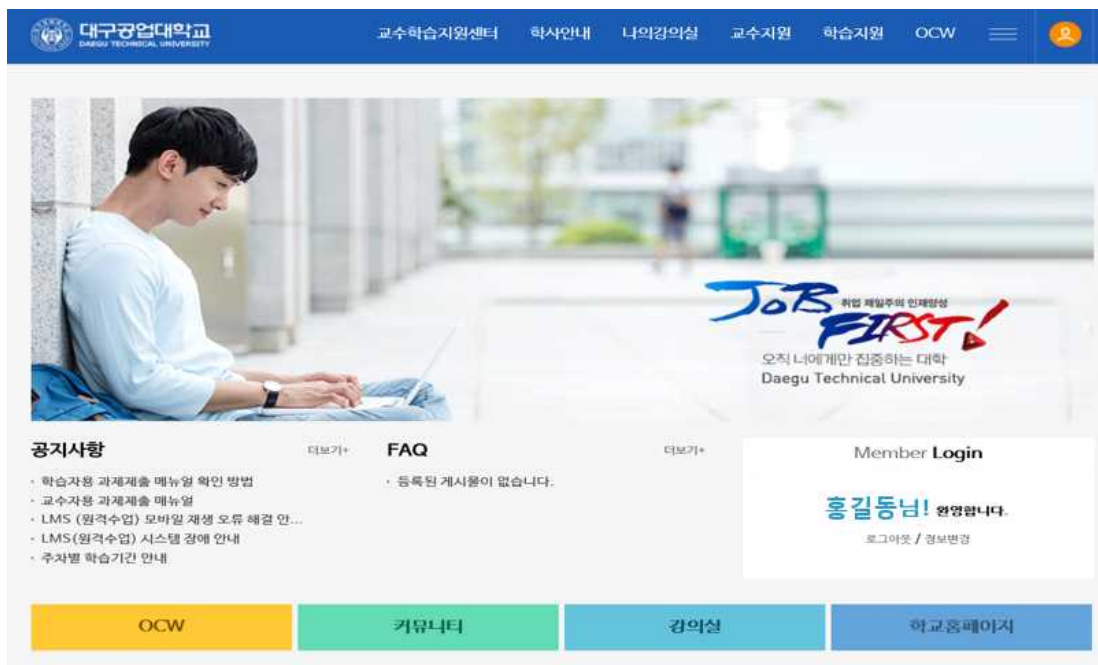 대구공업대학교
DAEGU TECHNICAL UNIVERSITY
교수학습지원센터 학사안내 나의강의실 교수지원 학습지원 OCW
JOB 취업 제일주의 인재양성
FIRST!
오직 너에게만 집중하는 대학
Daegu Technical University
공지사항 더보기+
· 학습자용 과제제출 메뉴얼 확인 방법
· 교수자용 과제제출 메뉴얼
· LMS (원격수업) 모바일 재생 오류 해결 안...
· LMS(원격수업) 시스템 장애 안내
· 주차별 학습기간 안내
FAQ 더보기+
· 등록된 게시물이 없습니다.
Member Login
홍길동님! 완영합니다.
로그아웃 / 정보변경
OCW 커뮤니티 강의실 학교홈페이지